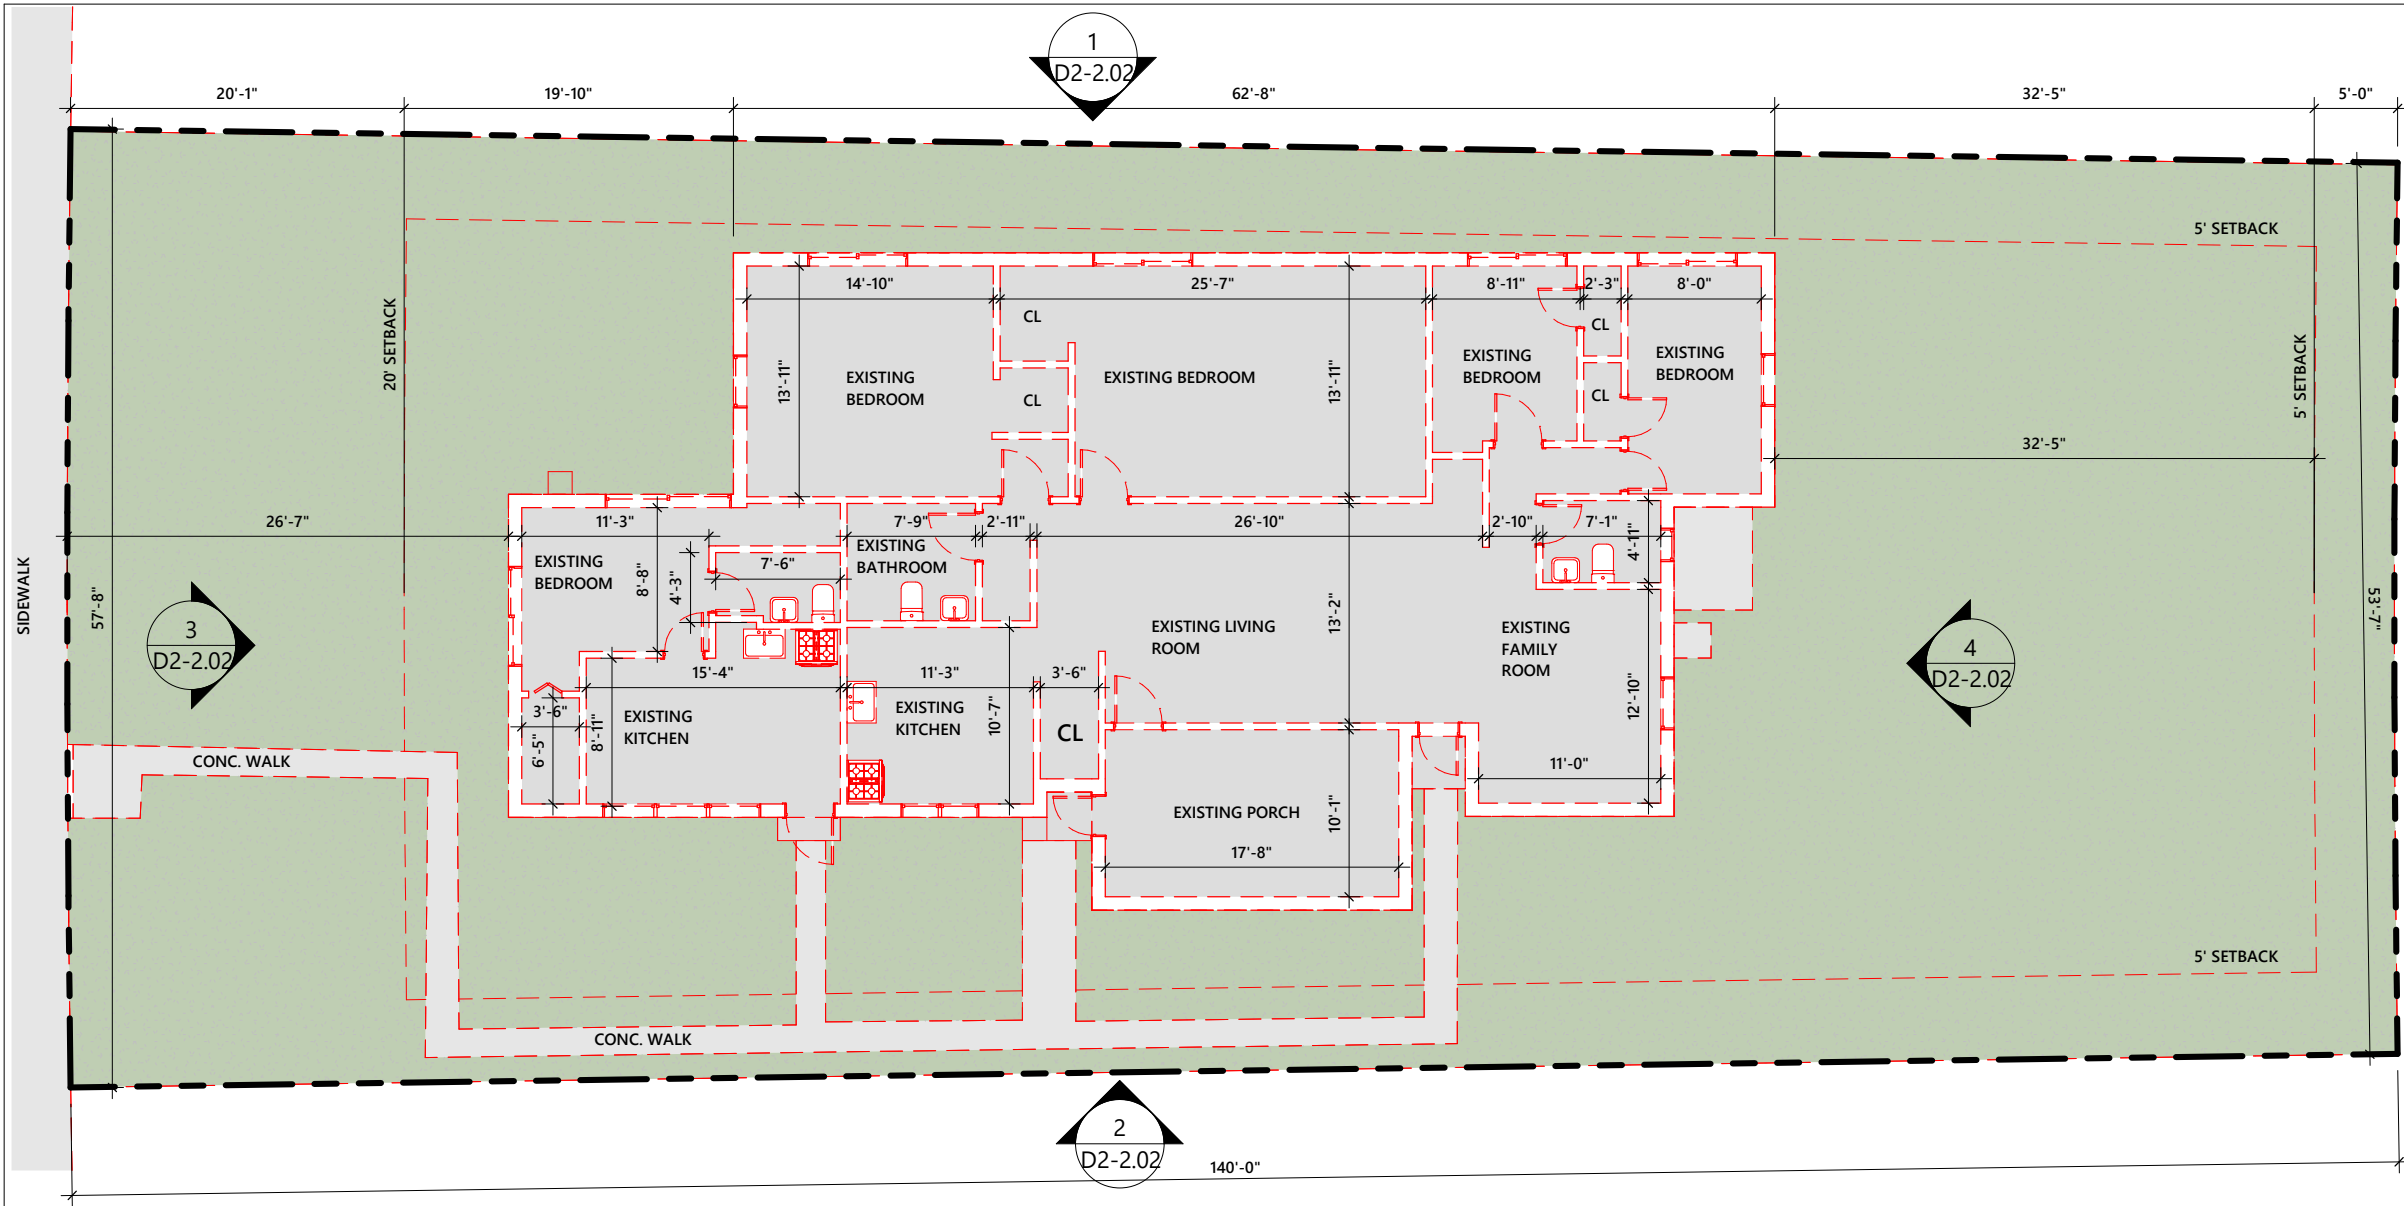 1
D2-2.02
20'-1"
19'-10"
62'-8"
32'-5"
5'-0"
5' SETBACK
14'-10"
25'-7"
8'-11"
2'-3"
8'-0"
CL
CL
20' SETBACK
13'-11"
EXISTING
BEDROOM
CL
EXISTING BEDROOM
13'-11"
EXISTING
BEDROOM
CL
EXISTING
BEDROOM
5' SETBACK
32'-5"
26'-7"
11'-3"
7'-9"
2'-11"
26'-10"
2'-10"
7'-1"
4'-11"
EXISTING
BEDROOM
8'-8"
4'-3"
7'-6"
EXISTING
BATHROOM
SIDEWALK
57'-8"
53'-7"
3
D2-2.02
13'-2"
EXISTING LIVING
ROOM
EXISTING
FAMILY
ROOM
4
D2-2.02
15'-4"
11'-3"
3'-6"
12'-10"
3'-6"
6'-5"
8'-11"
EXISTING
KITCHEN
EXISTING
KITCHEN
10'-7"
CL
CONC. WALK
11'-0"
EXISTING PORCH
10'-1"
17'-8"
5' SETBACK
CONC. WALK
2
D2-2.02
140'-0"